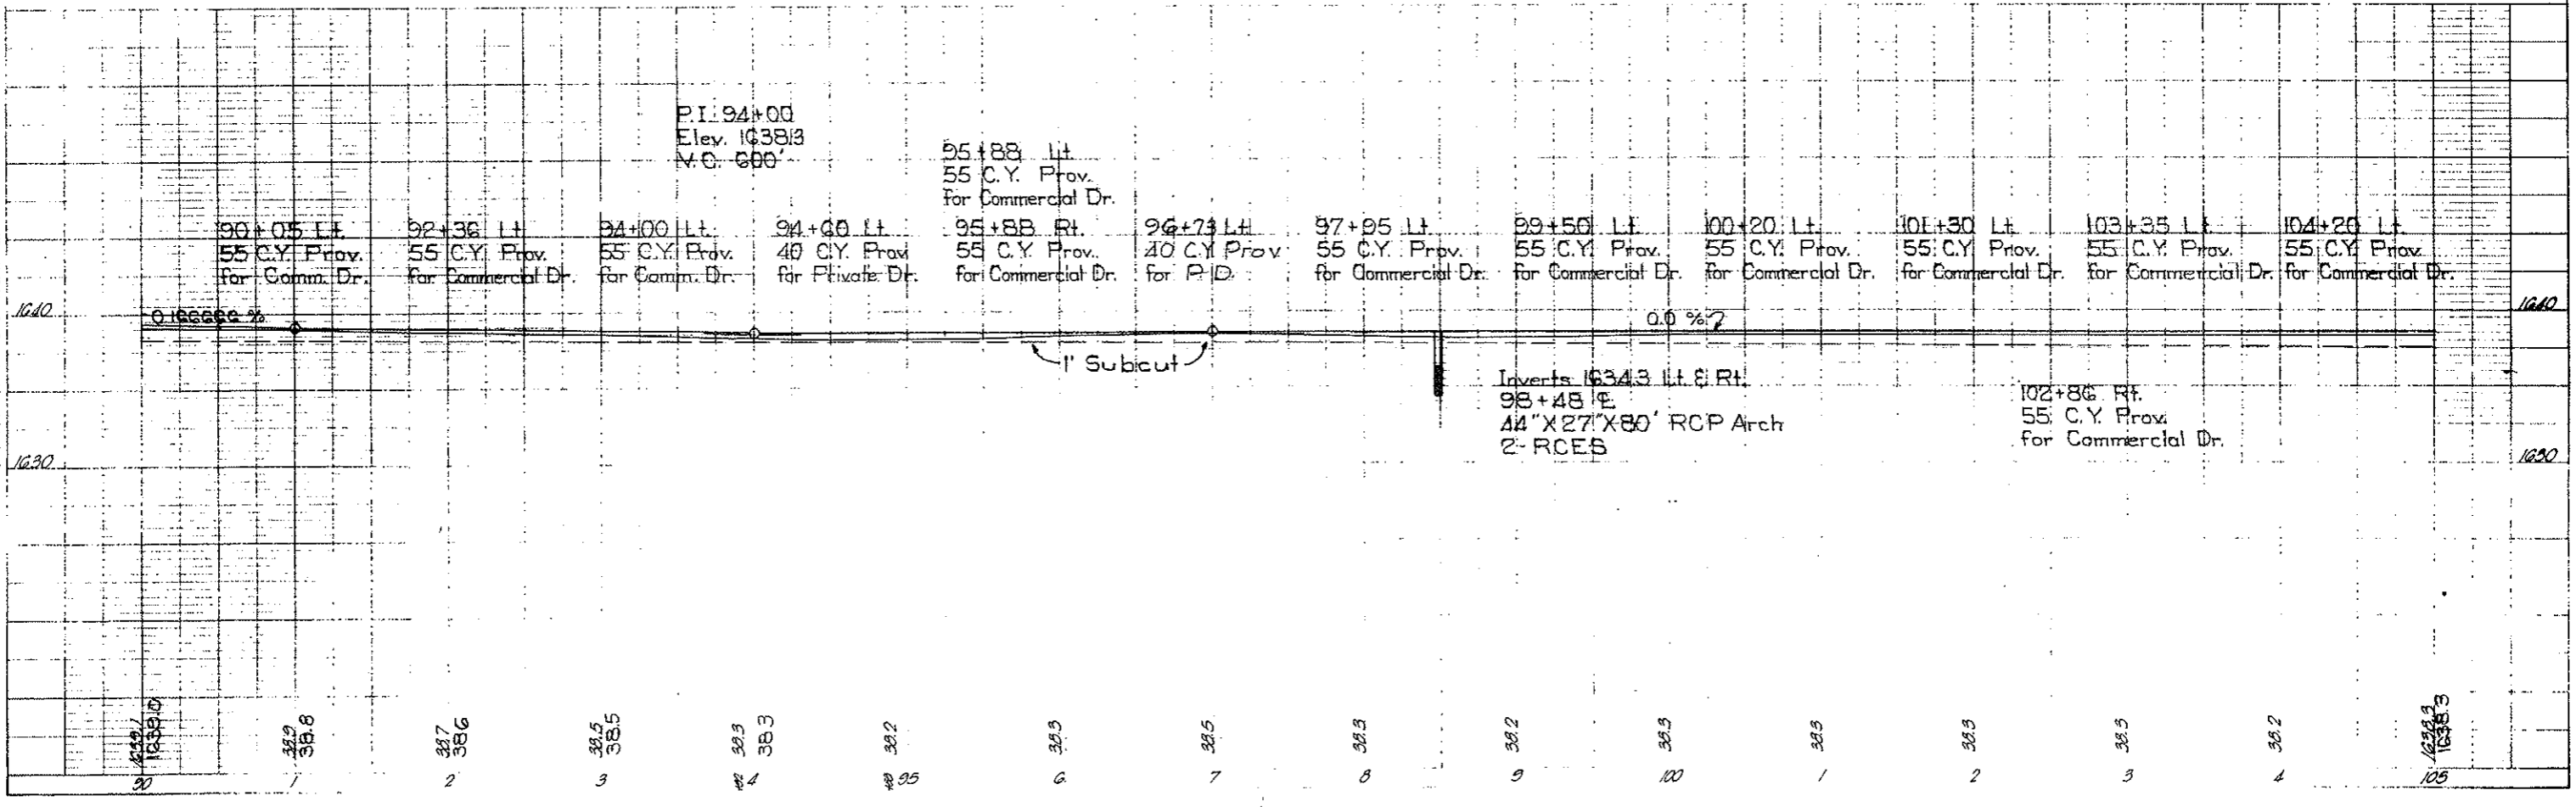 P.I. 94+00
Elev. 1638.13
V.C. 600'
95+88 Lt.
55 C.Y. Prov.
for Commercial Dr.
90+05 Lt.
55 C.Y. Prov.
for Comm. Dr.
92+36 Lt.
55 C.Y. Prov.
for Commercial Dr.
94+00 Lt.
55 C.Y. Prov.
for Comm. Dr.
94+60 Lt.
40 C.Y. Prov
for Private Dr.
95+88 Rt.
55 C.Y. Prov.
for Commercial Dr.
96+73 Lt
40 C.Y. Prov
for P.D.
97+95 Lt.
55 C.Y. Prov.
for Commercial Dr.
99+50 Lt.
55 C.Y. Prov.
for Commercial Dr.
100+20 Lt.
55 C.Y. Prov.
for Commercial Dr.
101+30 Lt.
55 C.Y. Prov.
for Commercial Dr.
103+35 Lt.
55 C.Y. Prov.
for Commercial Dr.
104+20 Lt.
55 C.Y. Prov.
for Commercial Dr.
1640
0.166666 %
0.0 %
1640
1' Subcut
Inverts 1634.3 Lt. & Rt.
98+48 ℄
44"X27"X80' RCP Arch
2-RCES
102+86 Rt.
55 C.Y. Prov.
for Commercial Dr.
1630
1630
1639.1
1639.0
38.9
38.8
38.7
38.6
38.5
38.5
38.3
38.3
38.2
38.3
38.5
38.3
38.2
38.3
38.3
38.3
38.3
38.2
1638.3
1638.3
90
1
2
3
4
95
6
7
8
9
100
1
2
3
4
105